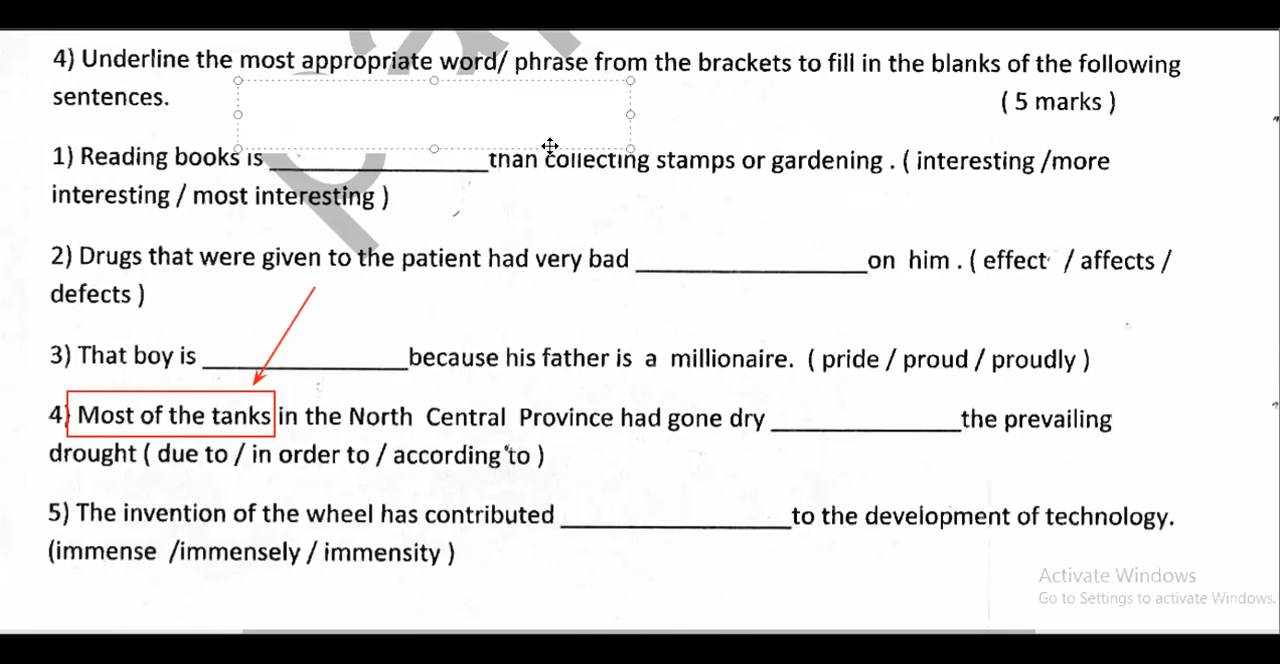 4) Underline the most appropriate word/ phrase from the brackets to fill in the blanks of the following
sentences. ( 5 marks )
1) Reading books is ____________ than collecting stamps or gardening . ( interesting /more
interesting / most interesting )
2) Drugs that were given to the patient had very bad ____________ on him . ( effect / affects /
defects )
3) That boy is ____________ because his father is a millionaire. ( pride / proud / proudly )
4) Most of the tanks in the North Central Province had gone dry ____________ the prevailing
drought ( due to / in order to / according to )
5) The invention of the wheel has contributed ____________ to the development of technology.
(immense /immensely / immensity )
Activate Windows
Go to Settings to activate Windows.